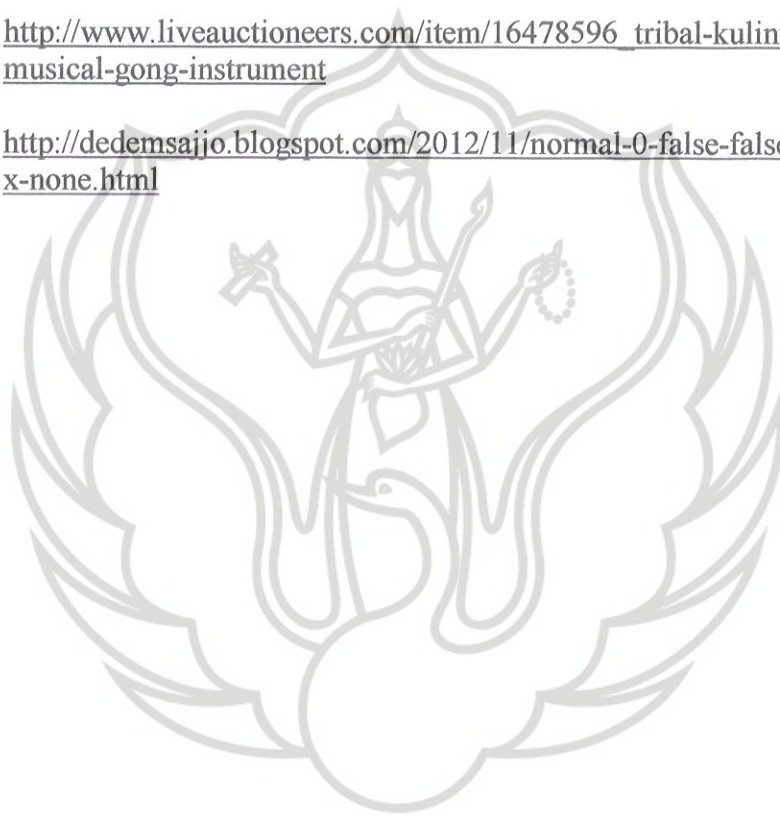 http://www.liveauctioneers.com/item/16478596_tribal-kulin
musical-gong-instrument
http://dedemsajjo.blogspot.com/2012/11/normal-0-false-fals
x-none.html